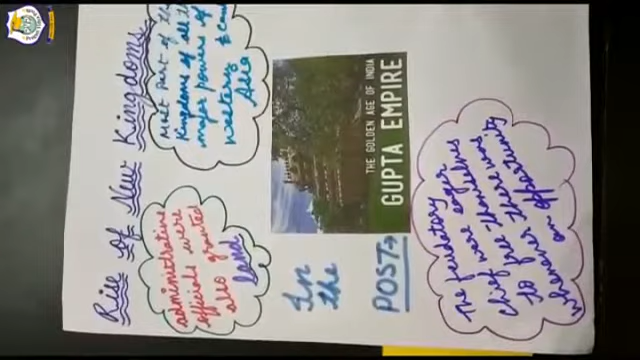 Rise of New Kingdoms
Most Part of the
Kingdoms of all the
major powers of
Western
Asia
administrative
officials were
also granted
land
THE GOLDEN AGE OF INDIA
GUPTA EMPIRE
In
the
POST→
The feudatory
Chief were eager
to free themselves
whenever there was
an opportunity